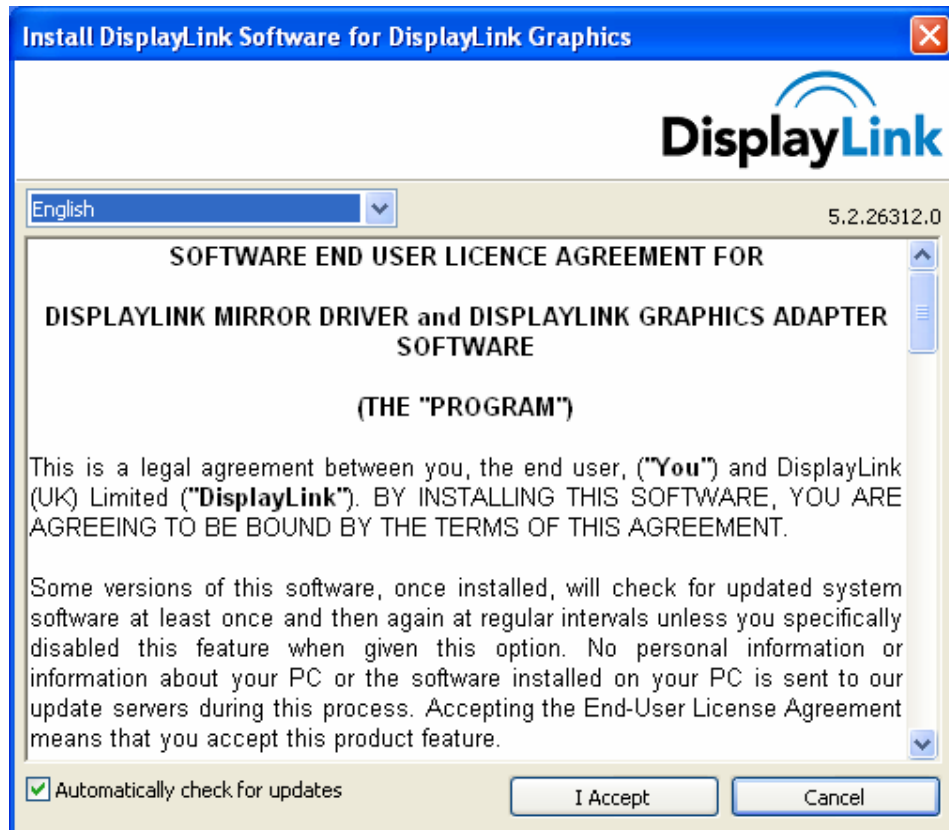 Install DisplayLink Software for DisplayLink Graphics
DisplayLink
English
5.2.26312.0
SOFTWARE END USER LICENCE AGREEMENT FOR
DISPLAYLINK MIRROR DRIVER and DISPLAYLINK GRAPHICS ADAPTER
SOFTWARE
(THE "PROGRAM")
This is a legal agreement between you, the end user, ("You") and DisplayLink
(UK) Limited ("DisplayLink"). BY INSTALLING THIS SOFTWARE, YOU ARE
AGREEING TO BE BOUND BY THE TERMS OF THIS AGREEMENT.
Some versions of this software, once installed, will check for updated system
software at least once and then again at regular intervals unless you specifically
disabled this feature when given this option. No personal information or
information about your PC or the software installed on your PC is sent to our
update servers during this process. Accepting the End-User License Agreement
means that you accept this product feature.
Automatically check for updates
I Accept
Cancel